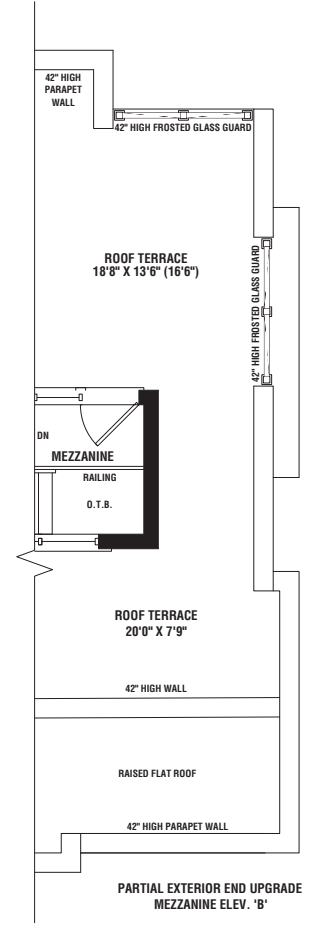 42" HIGH
PARAPET
WALL
42" HIGH FROSTED GLASS GUARD
ROOF TERRACE
18'8" X 13'6" (16'6")
42" HIGH FROSTED GLASS GUARD
DN
MEZZANINE
RAILING
O.T.B.
ROOF TERRACE
20'0" X 7'9"
42" HIGH WALL
RAISED FLAT ROOF
42" HIGH PARAPET WALL
PARTIAL EXTERIOR END UPGRADE
MEZZANINE ELEV. 'B'